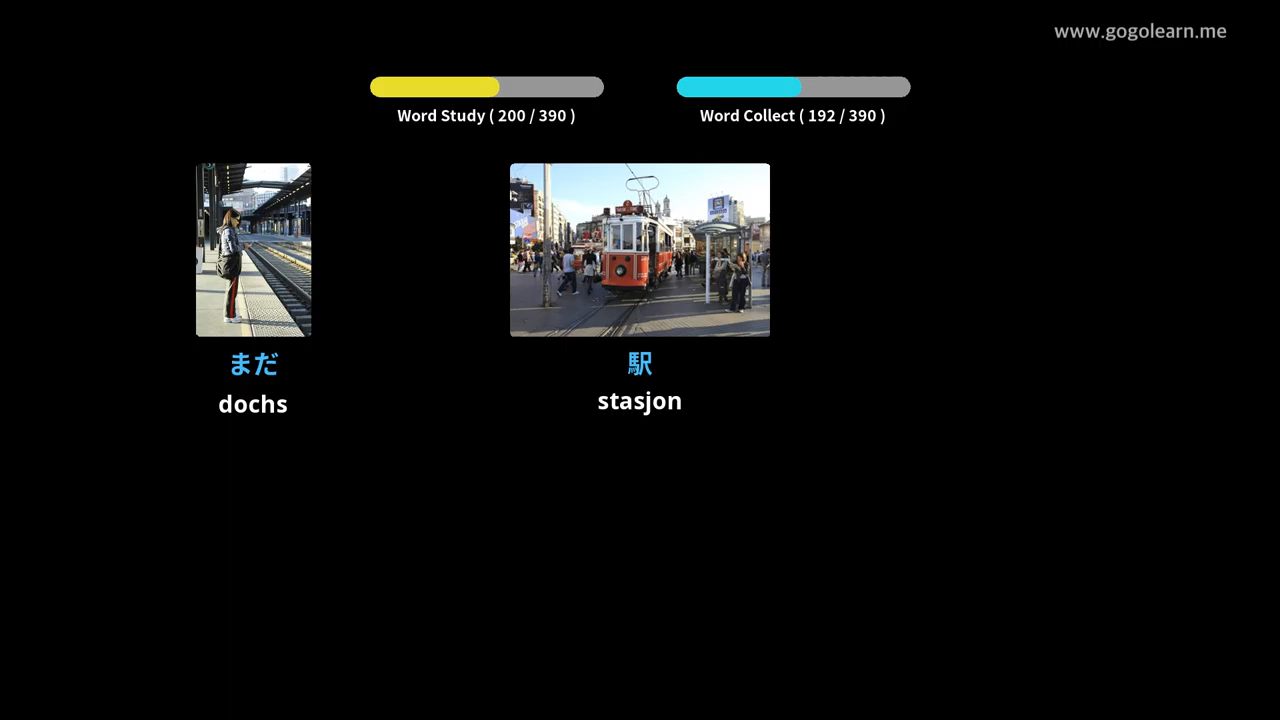 www.gogolearn.me
Word Study ( 200 / 390 )
Word Collect ( 192 / 390 )
まだ
dochs
駅
stasjon